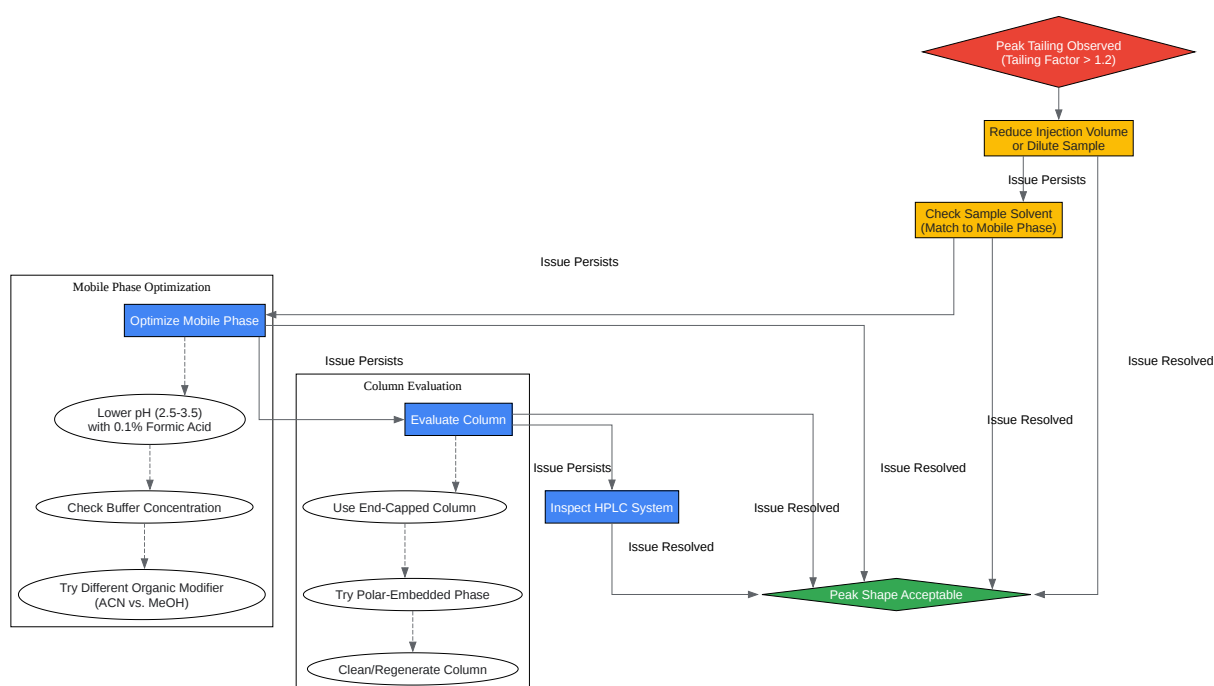 Peak Tailing Observed
(Tailing Factor > 1.2)
Reduce Injection Volume
or Dilute Sample
Issue Persists
Check Sample Solvent
(Match to Mobile Phase)
Issue Persists
Mobile Phase Optimization
Optimize Mobile Phase
Issue Persists
Issue Resolved
Column Evaluation
Lower pH (2.5-3.5)
with 0.1% Formic Acid
Evaluate Column
Issue Resolved
Issue Persists
Issue Resolved
Check Buffer Concentration
Use End-Capped Column
Inspect HPLC System
Issue Resolved
Issue Resolved
Try Different Organic Modifier
(ACN vs. MeOH)
Try Polar-Embedded Phase
Peak Shape Acceptable
Clean/Regenerate Column